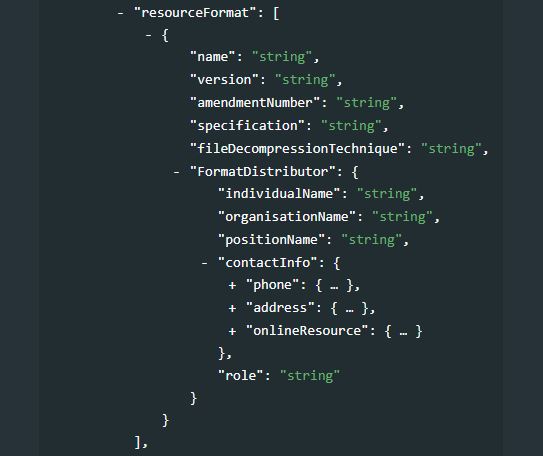 - "resourceFormat": [
- {
"name": "string",
"version": "string",
"amendmentNumber": "string",
"specification": "string",
"fileDecompressionTechnique": "string",
- "FormatDistributor": {
"individualName": "string",
"organisationName": "string",
"positionName": "string",
- "contactInfo": {
+ "phone": { … },
+ "address": { … },
+ "onlineResource": { … }
},
"role": "string"
}
}
],